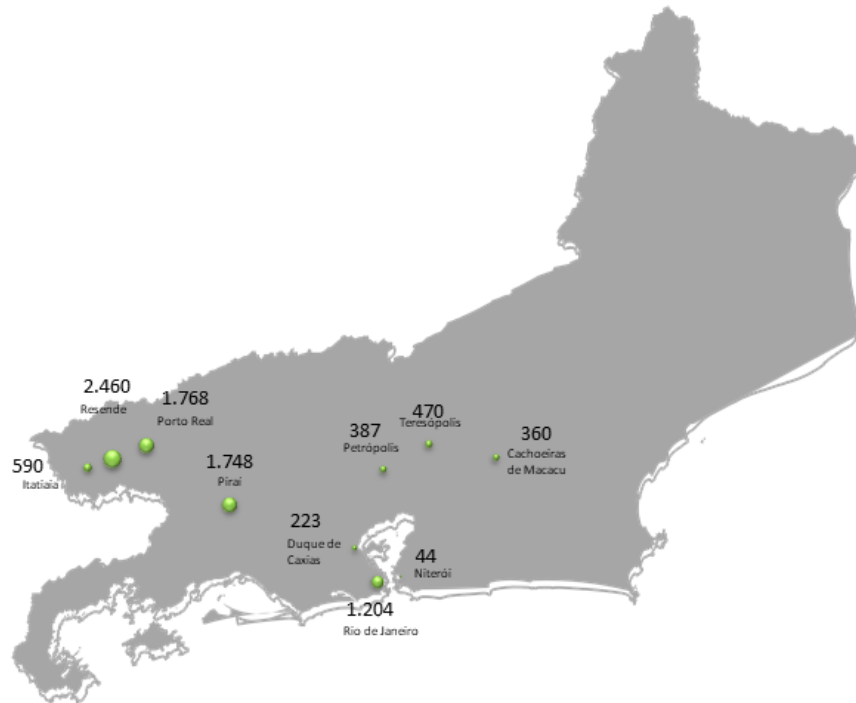 2.460
Resende
1.768
Porto Real
590
Itatiaia
1.748
Piraí
387
Petrópolis
470
Teresópolis
360
Cachoeiras
de Macacu
223
Duque de
Caxias
44
Niterói
1.204
Rio de Janeiro